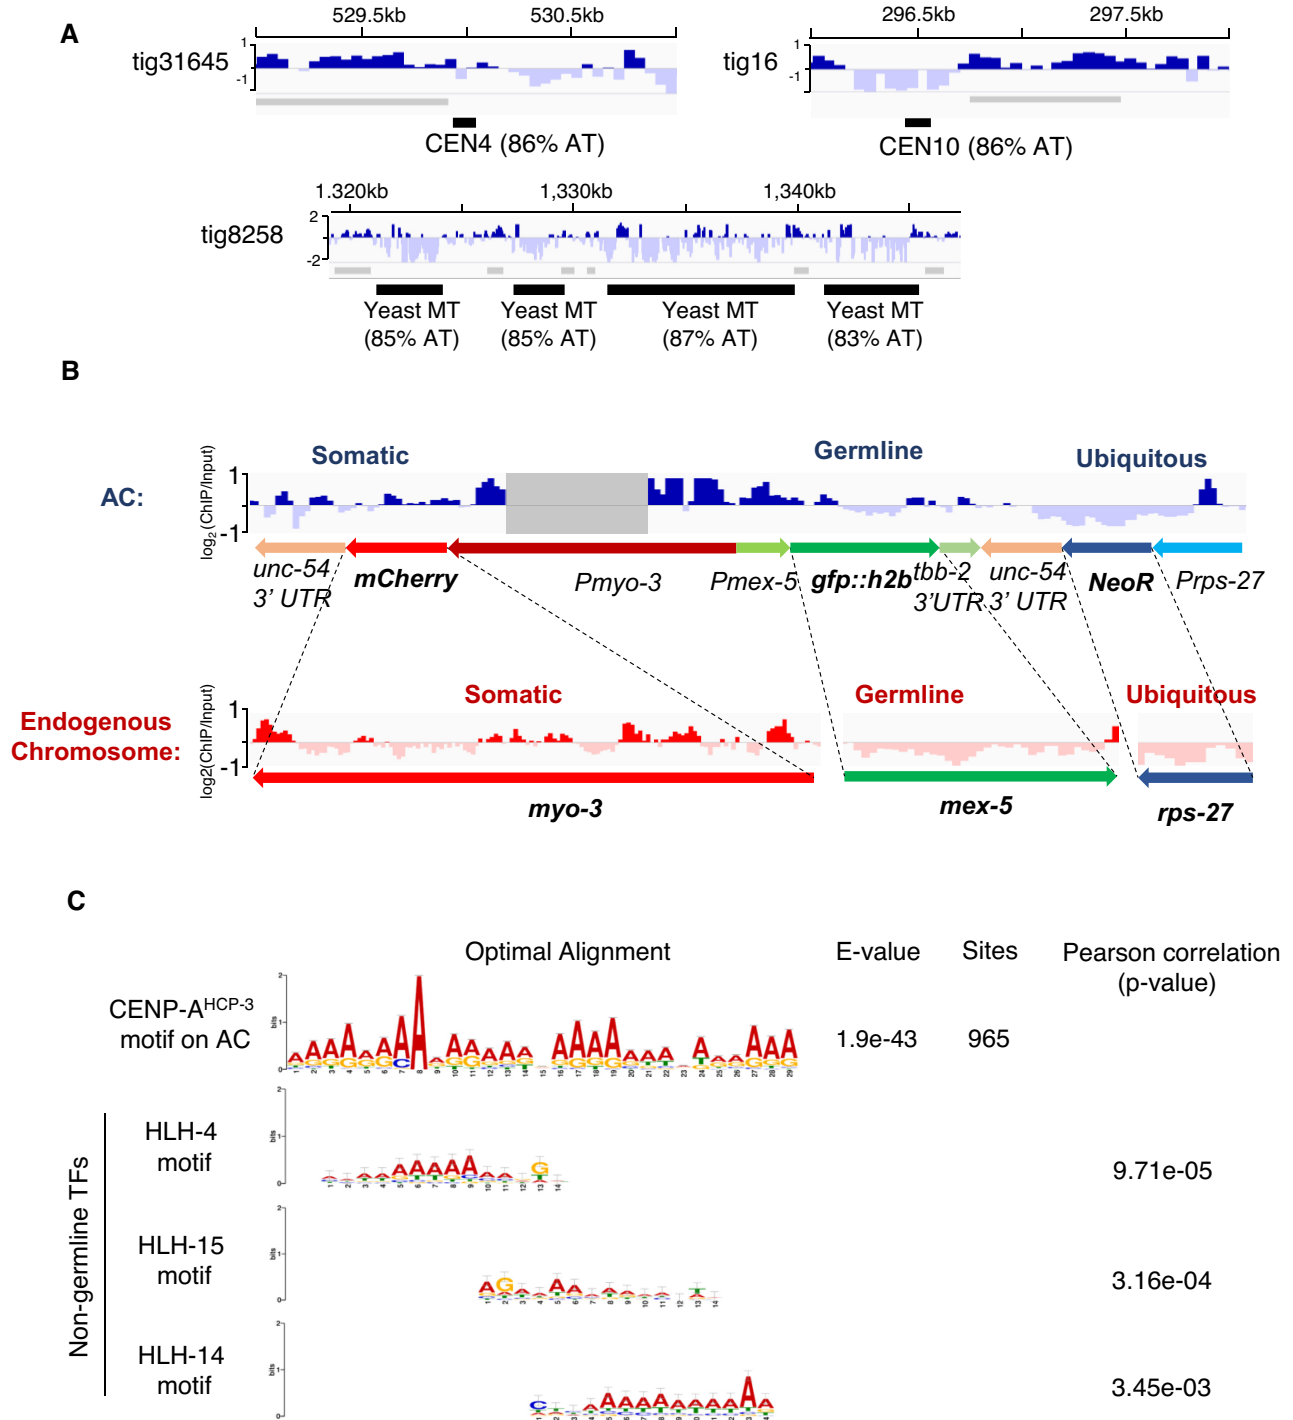 A
529.5kb 530.5kb
tig31645
1
-1
CEN4 (86% AT)
296.5kb 297.5kb
tig16
1
-1
CEN10 (86% AT)
1.320kb 1,330kb 1,340kb
tig8258
2
-2
Yeast MT (85% AT)
Yeast MT (85% AT)
Yeast MT (87% AT)
Yeast MT (83% AT)
B
Somatic Germline Ubiquitous
AC:
log2 (ChIP/Input)
1
-1
unc-54 3’ UTR
mCherry
Pmyo-3
Pmex-5
gfp::h2b
tbb-2 3'UTR
unc-54 3’ UTR
NeoR
Prps-27
Somatic Germline Ubiquitous
Endogenous
Chromosome:
log2(ChIP/Input)
1
-1
myo-3
mex-5
rps-27
C
Optimal Alignment E-value Sites Pearson correlation
(p-value)
CENP-AHCP-3
motif on AC
1.9e-43 965
Non-germline TFs
HLH-4
motif
9.71e-05
HLH-15
motif
3.16e-04
HLH-14
motif
3.45e-03